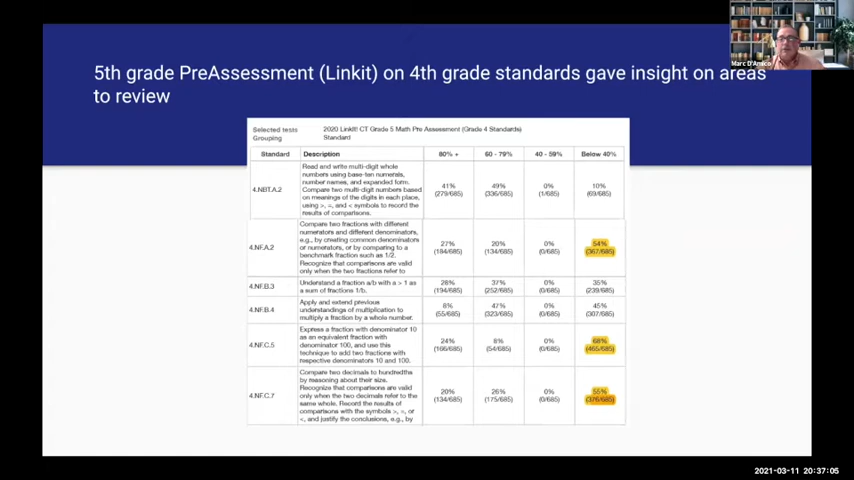 5th grade PreAssessment (Linkit) on 4th grade standards gave insight on areas
to review
Marc D'Amico
Selected tests 2020 LinkIt! CT Grade 5 Math Pre Assessment (Grade 4 Standards)
Grouping Standard
Standard Description 80% + 60 - 79% 40 - 59% Below 40%
4.NBT.A.2
Read and write multi-digit whole
numbers using base-ten numerals,
number names, and expanded form.
Compare two multi-digit numbers based
on meanings of the digits in each place,
using >, =, and < symbols to record the
results of comparisons.
41% 49% 0% 10%
(279/685) (336/685) (1/685) (69/685)
4.NF.A.2
Compare two fractions with different
numerators and different denominators,
e.g., by creating common denominators
or numerators, or by comparing to a
benchmark fraction such as 1/2.
Recognize that comparisons are valid
only when the two fractions refer to
27% 20% 0% 54%
(184/685) (134/685) (0/685) (367/685)
4.NF.B.3
Understand a fraction a/b with a > 1 as
a sum of fractions 1/b.
28% 37% 0% 35%
(194/685) (252/685) (0/685) (239/685)
4.NF.B.4
Apply and extend previous
understandings of multiplication to
multiply a fraction by a whole number.
8% 47% 0% 45%
(55/685) (323/685) (0/685) (307/685)
4.NF.C.5
Express a fraction with denominator 10
as an equivalent fraction with
denominator 100, and use this
technique to add two fractions with
respective denominators 10 and 100.
24% 8% 0% 68%
(166/685) (54/685) (0/685) (465/685)
4.NF.C.7
Compare two decimals to hundredths
by reasoning about their size.
Recognize that comparisons are valid
only when the two decimals refer to the
same whole. Record the results of
comparisons with the symbols >, =, or
<, and justify the conclusions, e.g., by
20% 26% 0% 55%
(134/685) (175/685) (0/685) (376/685)
2021-03-11 20:37:05